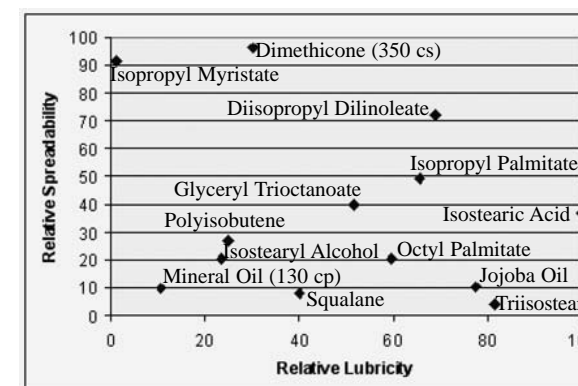 100
Dimethicone (350 cs)
90
Isopropyl Myristate
80
Diisopropyl Dilinoleate
70
60
Isopropyl Palmitate
50
Glyceryl Trioctanoate
40
Isostearic Acid
Polyisobutene
30
Isostearyl Alcohol
Octyl Palmitate
20
Mineral Oil (130 cp)
Jojoba Oil
10
Squalane
Triisostear
0
0 20 40 60 80
Relative Lubricity
Relative Spreadability